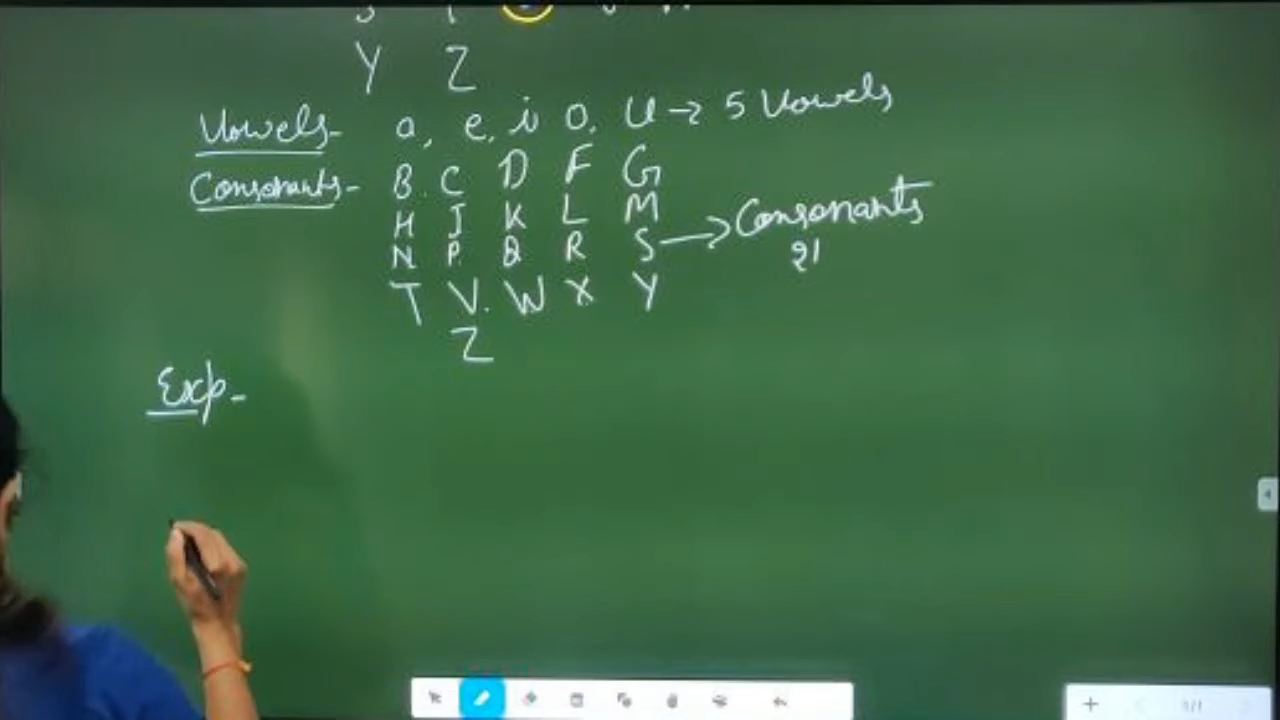 Y Z
Vowels- a, e, i, o, u → 5 Vowels
Consonants- B C D F G
H J K L M
N P Q R S → Consonants
21
T V W X Y
Z
Exp-